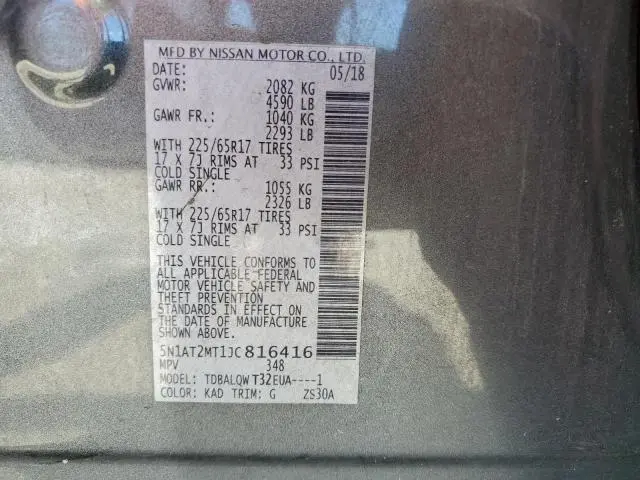 MFD BY NISSAN MOTOR CO., LTD.
DATE: 05/18
GVWR: 2082 KG
4590 LB
GAWR FR.: 1040 KG
2293 LB
WITH 225/65R17 TIRES
17 X 7J RIMS AT 33 PSI
COLD SINGLE
GAWR RR.: 1055 KG
2326 LB
WITH 225/65R17 TIRES
17 X 7J RIMS AT 33 PSI
COLD SINGLE
THIS VEHICLE CONFORMS TO
ALL APPLICABLE FEDERAL
MOTOR VEHICLE SAFETY AND
THEFT PREVENTION
STANDARDS IN EFFECT ON
THE DATE OF MANUFACTURE
SHOWN ABOVE.
5N1AT2MT1JC816416
MPV 348
MODEL: TDBALQWT32EUA----1
COLOR: KAD TRIM: G ZS30A